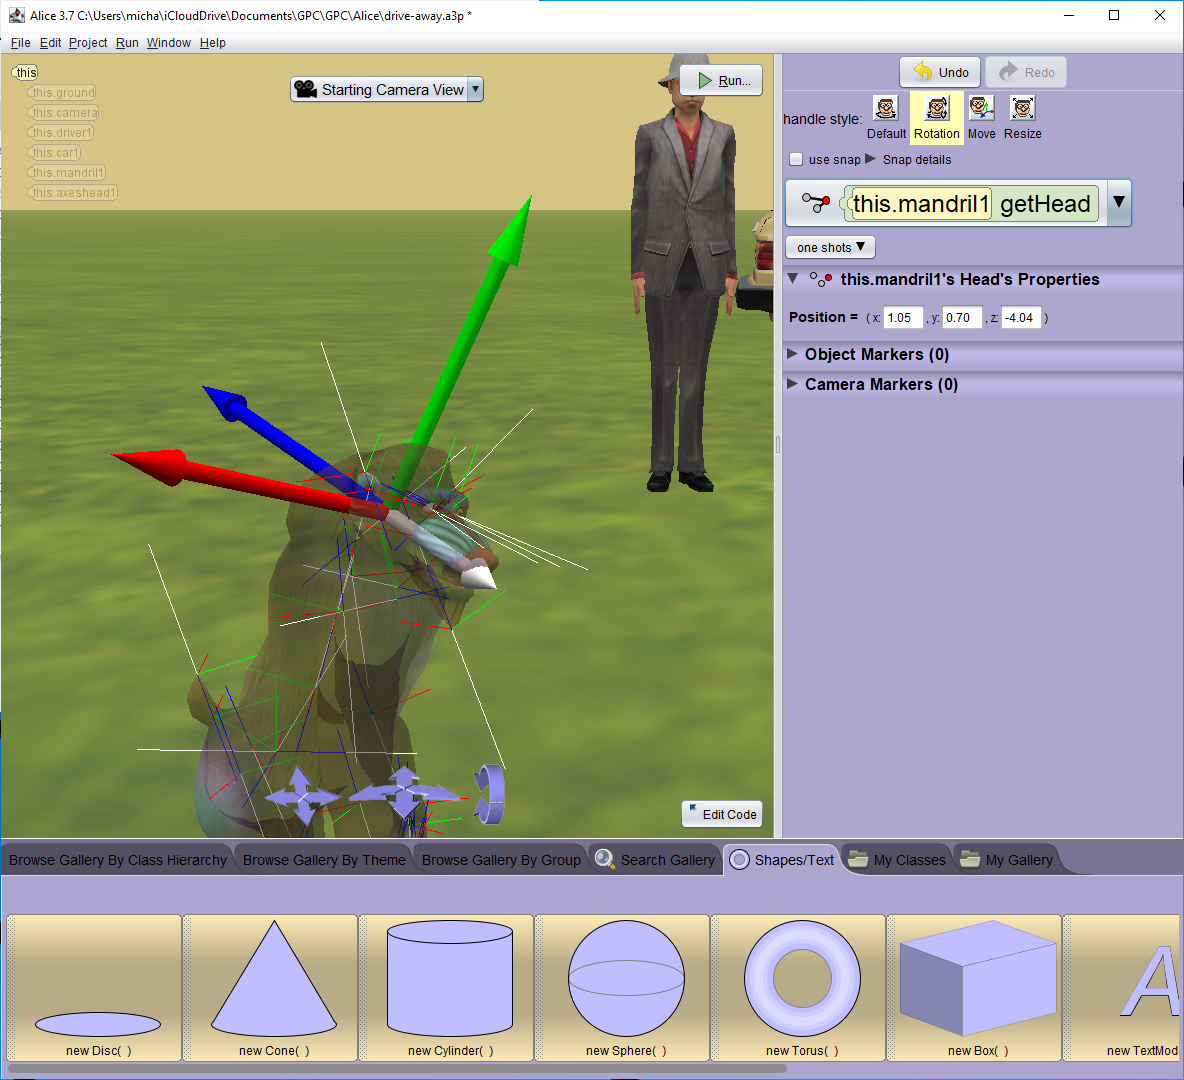 Alice 3.7 C:\Users\micha\iCloudDrive\Documents\GPC\GPC\Alice\drive-away.a3p *
File Edit Project Run Window Help
this
this.ground
this.camera
this.driver1
this.car1
this.mandril1
this.axeshead1
Starting Camera View
Run...
Undo Redo
handle style:
Default Rotation Move Resize
use snap Snap details
this.mandril1 getHead
one shots
this.mandril1's Head's Properties
Position = ( x: 1.05 , y: 0.70 , z: -4.04 )
Object Markers (0)
Camera Markers (0)
Edit Code
Browse Gallery By Class Hierarchy Browse Gallery By Theme Browse Gallery By Group Search Gallery Shapes/Text My Classes My Gallery
A
new Disc( ) new Cone( ) new Cylinder( ) new Sphere( ) new Torus( ) new Box( ) new TextMod